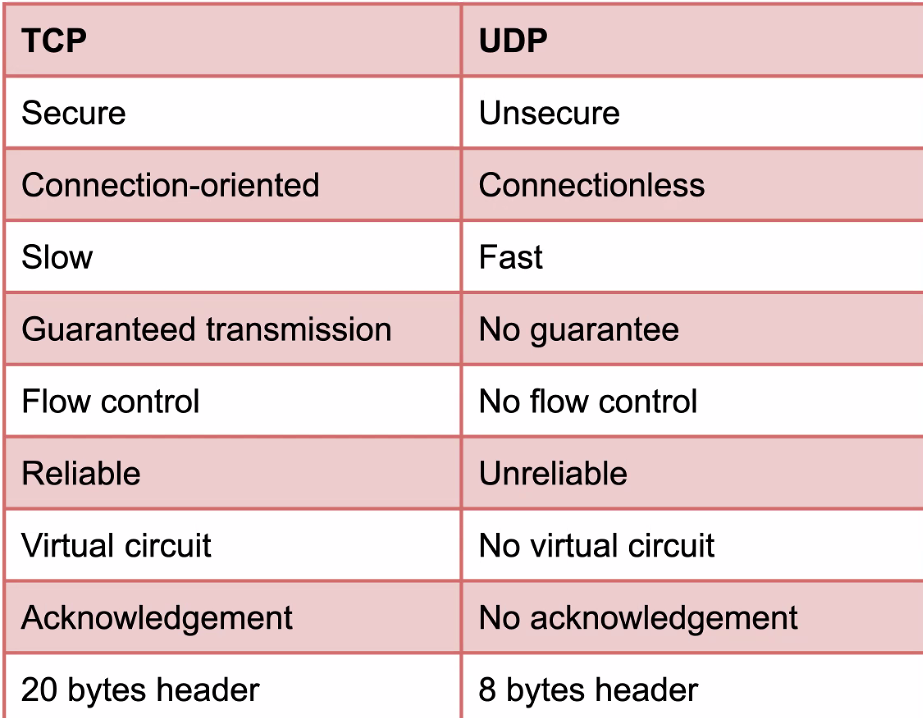 TCP UDP
Secure Unsecure
Connection-oriented Connectionless
Slow Fast
Guaranteed transmission No guarantee
Flow control No flow control
Reliable Unreliable
Virtual circuit No virtual circuit
Acknowledgement No acknowledgement
20 bytes header 8 bytes header